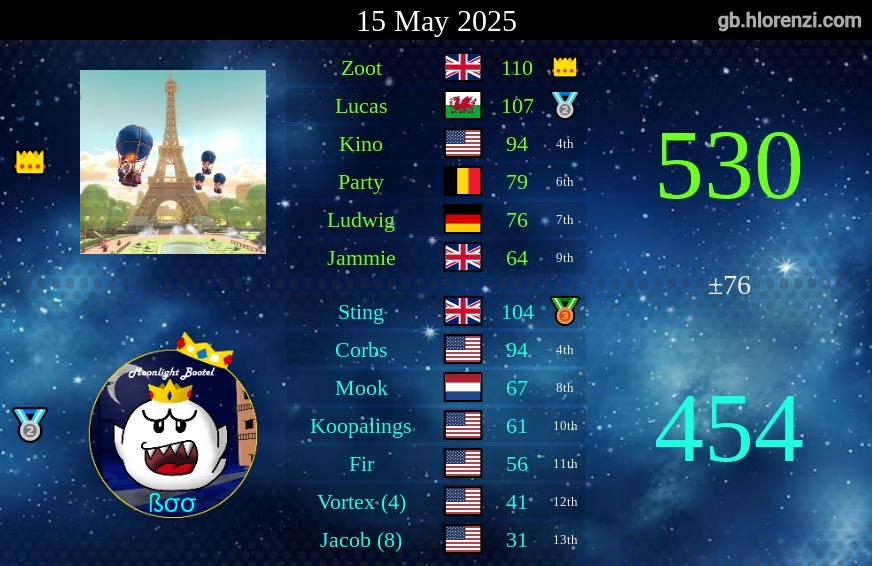 15 May 2025
gb.hlorenzi.com
Zoot 110
Lucas 107 2
Kino 94 4th
Party 79 6th
Ludwig 76 7th
Jammie 64 9th
530
±76
Sting 104 3
Corbs 94 4th
Mook 67 8th
Koopalings 61 10th
Fir 56 11th
Vortex (4) 41 12th
Jacob (8) 31 13th
454
2
Moonlight Bootel
ßσσ